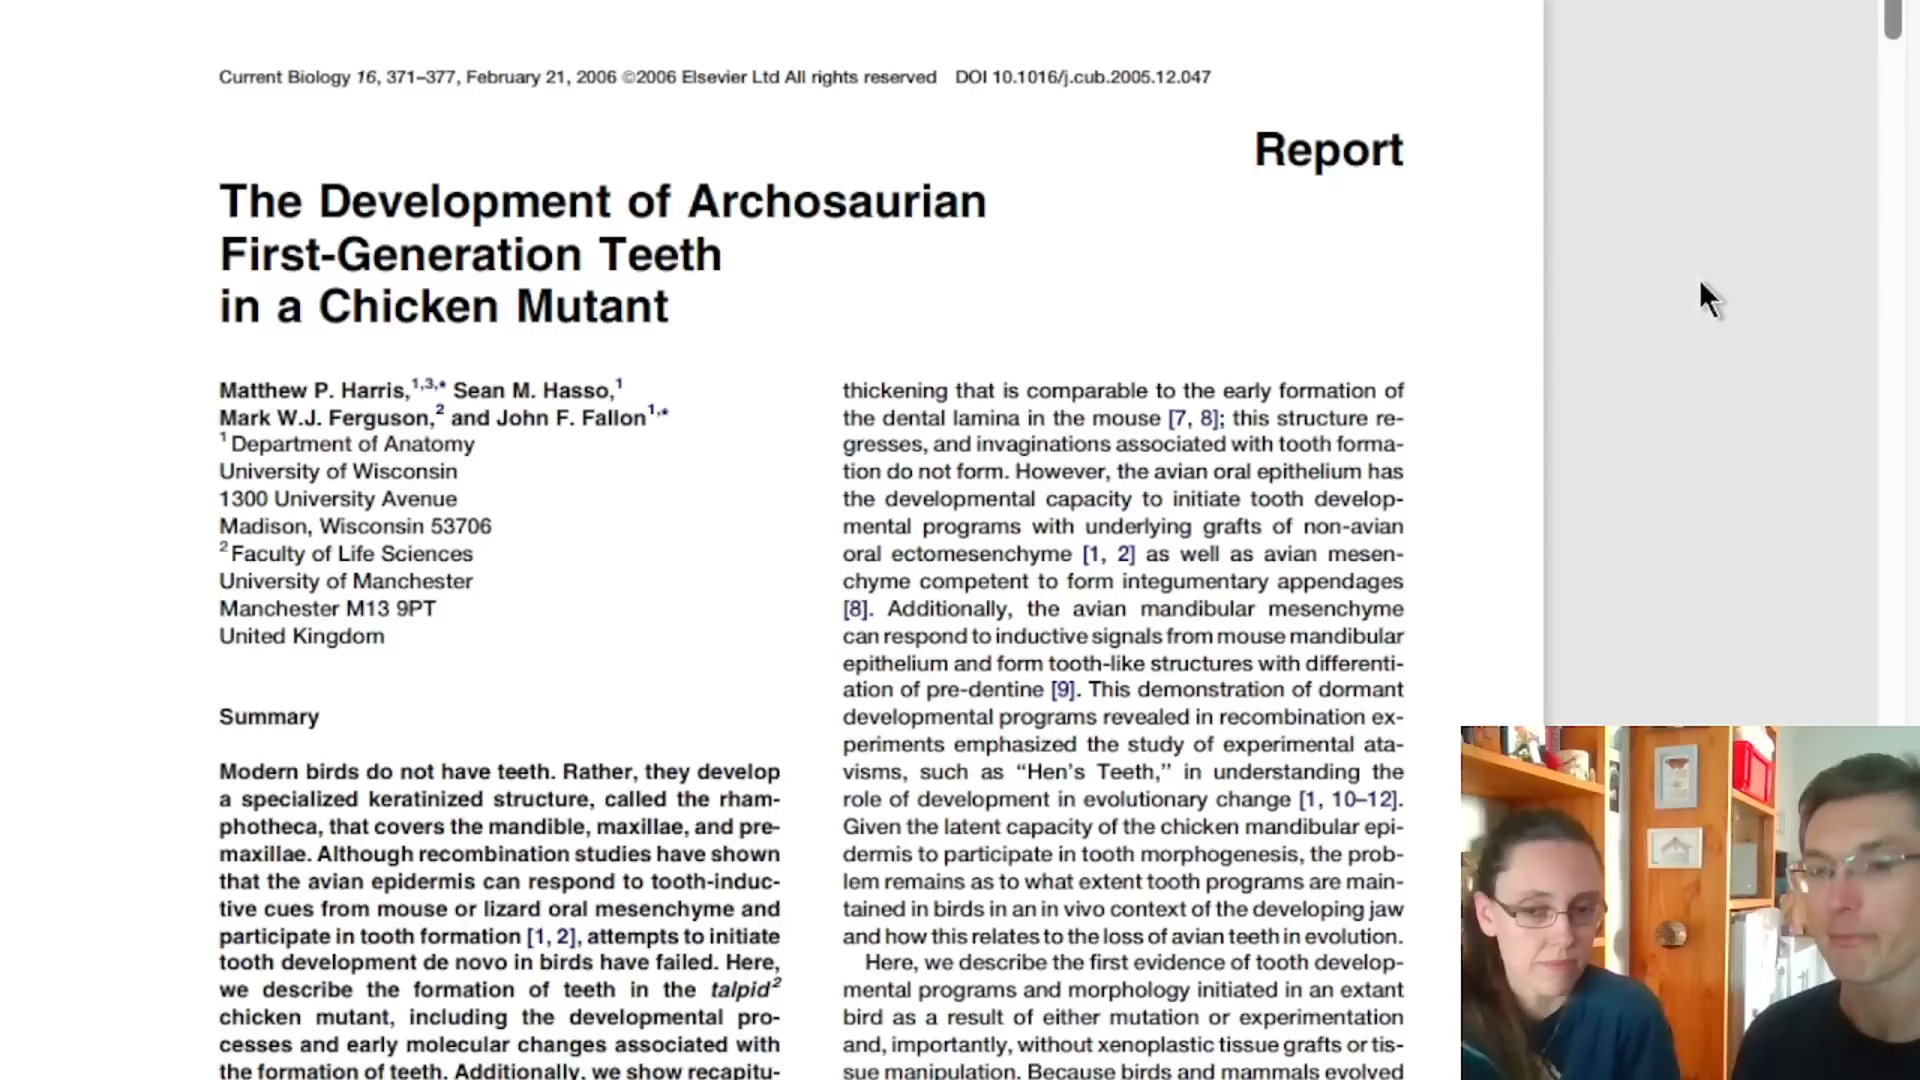 Current Biology 16, 371–377, February 21, 2006 ©2006 Elsevier Ltd All rights reserved DOI 10.1016/j.cub.2005.12.047
Report
The Development of Archosaurian
First-Generation Teeth
in a Chicken Mutant
Matthew P. Harris,1,3,* Sean M. Hasso,1
Mark W.J. Ferguson,2 and John F. Fallon1,*
1 Department of Anatomy
University of Wisconsin
1300 University Avenue
Madison, Wisconsin 53706
2 Faculty of Life Sciences
University of Manchester
Manchester M13 9PT
United Kingdom
Summary
Modern birds do not have teeth. Rather, they develop
a specialized keratinized structure, called the rham-
photheca, that covers the mandible, maxillae, and pre-
maxillae. Although recombination studies have shown
that the avian epidermis can respond to tooth-induc-
tive cues from mouse or lizard oral mesenchyme and
participate in tooth formation [1, 2], attempts to initiate
tooth development de novo in birds have failed. Here,
we describe the formation of teeth in the talpid2
chicken mutant, including the developmental pro-
cesses and early molecular changes associated with
the formation of teeth. Additionally, we show recapitu-
thickening that is comparable to the early formation of
the dental lamina in the mouse [7, 8]; this structure re-
gresses, and invaginations associated with tooth forma-
tion do not form. However, the avian oral epithelium has
the developmental capacity to initiate tooth develop-
mental programs with underlying grafts of non-avian
oral ectomesenchyme [1, 2] as well as avian mesen-
chyme competent to form integumentary appendages
[8]. Additionally, the avian mandibular mesenchyme
can respond to inductive signals from mouse mandibular
epithelium and form tooth-like structures with differenti-
ation of pre-dentine [9]. This demonstration of dormant
developmental programs revealed in recombination ex-
periments emphasized the study of experimental ata-
visms, such as “Hen’s Teeth,” in understanding the
role of development in evolutionary change [1, 10–12].
Given the latent capacity of the chicken mandibular epi-
dermis to participate in tooth morphogenesis, the prob-
lem remains as to what extent tooth programs are main-
tained in birds in an in vivo context of the developing jaw
and how this relates to the loss of avian teeth in evolution.
Here, we describe the first evidence of tooth develop-
mental programs and morphology initiated in an extant
bird as a result of either mutation or experimentation
and, importantly, without xenoplastic tissue grafts or tis-
sue manipulation. Because birds and mammals evolved